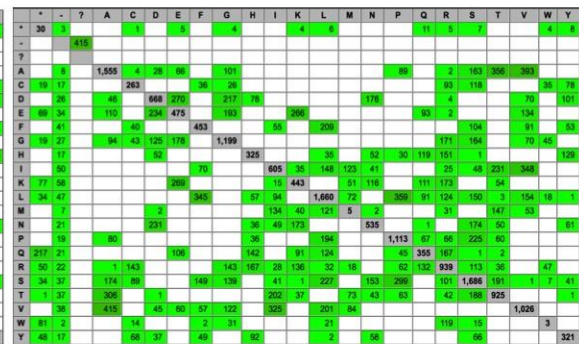 * - ? A C D E F G H I K L M N P Q R S T V W Y
* 30 3 1 5 4 4 6 11 5 7 4 8
- 415
?
A 8 1,555 4 28 66 101 89 2 163 356 393
C 19 17 263 36 26 93 118 35 78
D 26 46 668 270 217 78 176 4 70 101
E 69 34 110 234 475 193 266 93 2 134
F 41 40 453 55 209 104 91 53
G 19 27 94 43 125 178 1,199 171 164 70 45
H 17 52 325 35 52 30 119 151 1 129
I 50 70 605 35 148 123 41 25 48 231 348
K 77 58 269 15 443 51 116 111 173 54
L 34 47 345 57 94 1,660 72 359 91 124 150 3 154 18 1
M 7 2 134 40 121 5 2 31 147 53
N 21 231 36 49 173 535 1 174 50 61
P 19 80 36 194 1,113 67 66 225 60
Q 217 21 106 142 91 124 45 355 167 1 2
R 50 22 1 143 143 167 28 136 32 18 62 132 939 113 36 47
S 34 37 174 89 149 139 41 1 227 153 299 101 1,686 191 1 7 41
T 1 37 306 1 202 37 73 43 63 42 188 925 1
V 38 415 45 60 57 122 325 201 84 1,026
W 81 2 14 2 31 21 119 15 3
Y 48 17 68 37 49 92 2 58 66 321